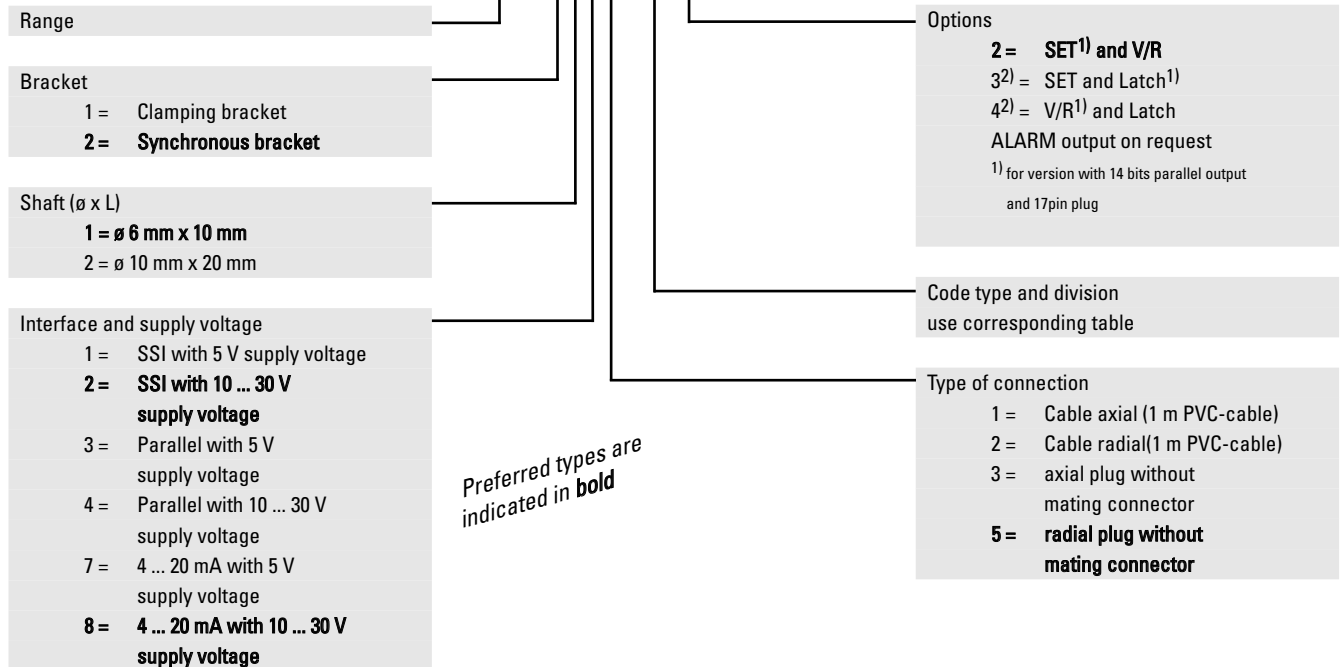 Range
Bracket
1 = Clamping bracket
2 = Synchronous bracket
Shaft (ø x L)
1 = ø 6 mm x 10 mm
2 = ø 10 mm x 20 mm
Interface and supply voltage
1 = SSI with 5 V supply voltage
2 = SSI with 10 ... 30 V
supply voltage
3 = Parallel with 5 V
supply voltage
4 = Parallel with 10 ... 30 V
supply voltage
7 = 4 ... 20 mA with 5 V
supply voltage
8 = 4 ... 20 mA with 10 ... 30 V
supply voltage
Preferred types are
indicated in bold
Options
2 = SET1) and V/R
32) = SET and Latch1)
42) = V/R1) and Latch
ALARM output on request
1) for version with 14 bits parallel output
and 17pin plug
Code type and division
use corresponding table
Type of connection
1 = Cable axial (1 m PVC-cable)
2 = Cable radial(1 m PVC-cable)
3 = axial plug without
mating connector
5 = radial plug without
mating connector